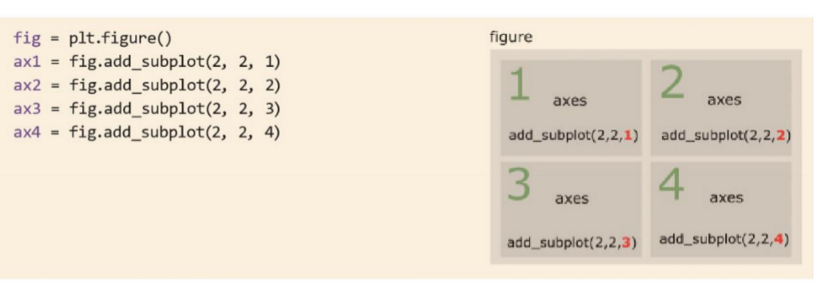 fig = plt.figure()
ax1 = fig.add_subplot(2, 2, 1)
ax2 = fig.add_subplot(2, 2, 2)
ax3 = fig.add_subplot(2, 2, 3)
ax4 = fig.add_subplot(2, 2, 4)
figure
1 axes
add_subplot(2,2,1)
2 axes
add_subplot(2,2,2)
3 axes
add_subplot(2,2,3)
4 axes
add_subplot(2,2,4)